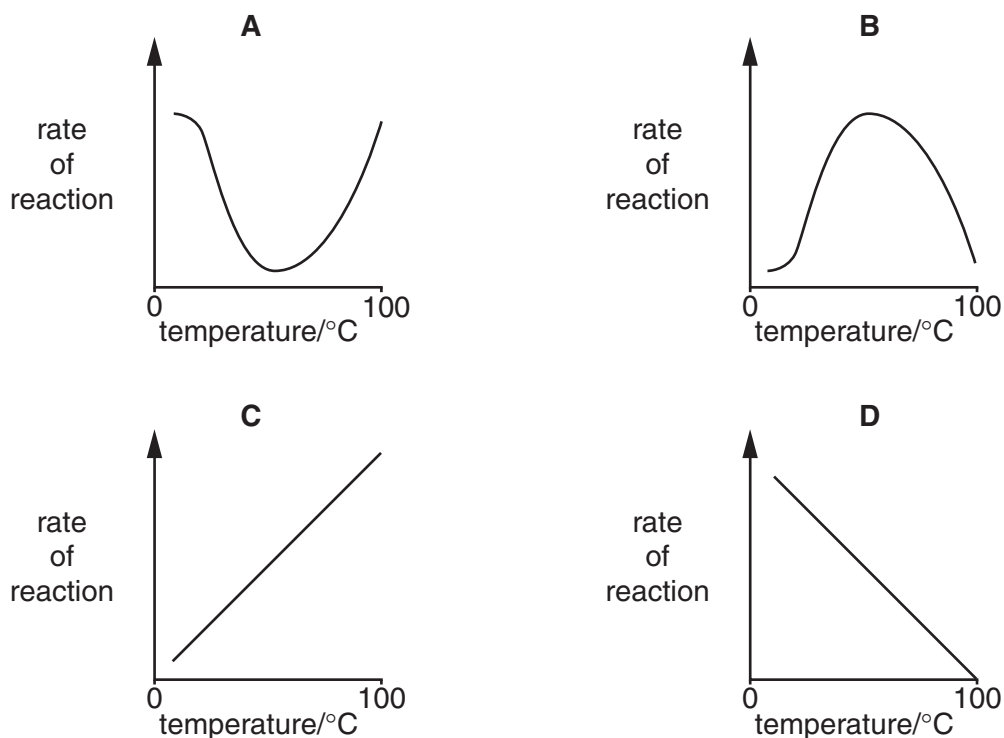 A
rate
of
reaction
0
100
temperature/°C
B
rate
of
reaction
0
100
temperature/°C
C
rate
of
reaction
0
100
temperature/°C
D
rate
of
reaction
0
100
temperature/°C